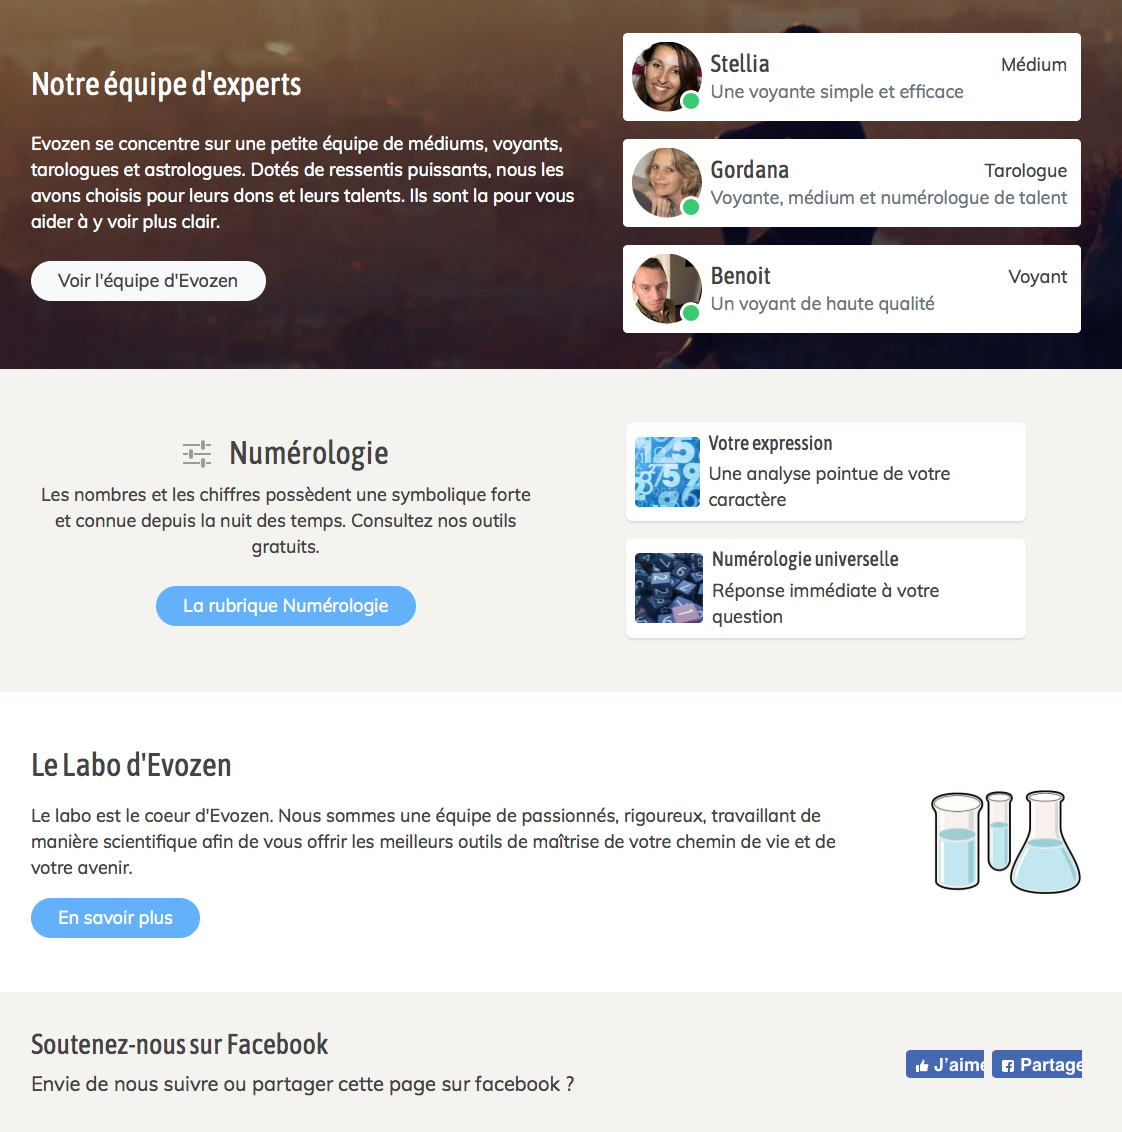 Notre équipe d'experts
Evozen se concentre sur une petite équipe de médiums, voyants,
tarologues et astrologues. Dotés de ressentis puissants, nous les
avons choisis pour leurs dons et leurs talents. Ils sont la pour vous
aider à y voir plus clair.
Voir l'équipe d'Evozen
Stellia Médium
Une voyante simple et efficace
Gordana Tarologue
Voyante, médium et numérologue de talent
Benoit Voyant
Un voyant de haute qualité
Numérologie
Les nombres et les chiffres possèdent une symbolique forte
et connue depuis la nuit des temps. Consultez nos outils
gratuits.
La rubrique Numérologie
Votre expression
Une analyse pointue de votre
caractère
Numérologie universelle
Réponse immédiate à votre
question
Le Labo d'Evozen
Le labo est le coeur d'Evozen. Nous sommes une équipe de passionnés, rigoureux, travaillant de
manière scientifique afin de vous offrir les meilleurs outils de maîtrise de votre chemin de vie et de
votre avenir.
En savoir plus
Soutenez-nous sur Facebook
Envie de nous suivre ou partager cette page sur facebook ?
J'aime Partage